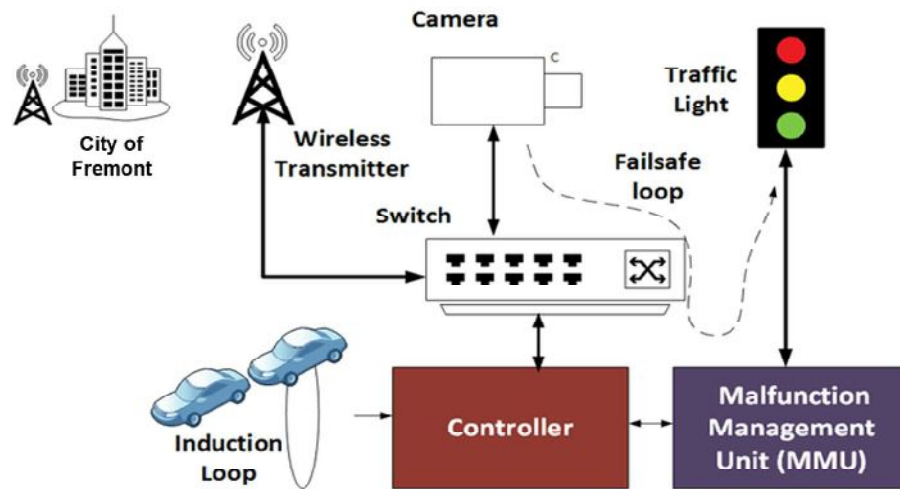 Camera
C
Traffic
Light
City of
Fremont
Wireless
Transmitter
Failsafe
loop
Switch
Induction
Loop
Controller
Malfunction
Management
Unit (MMU)